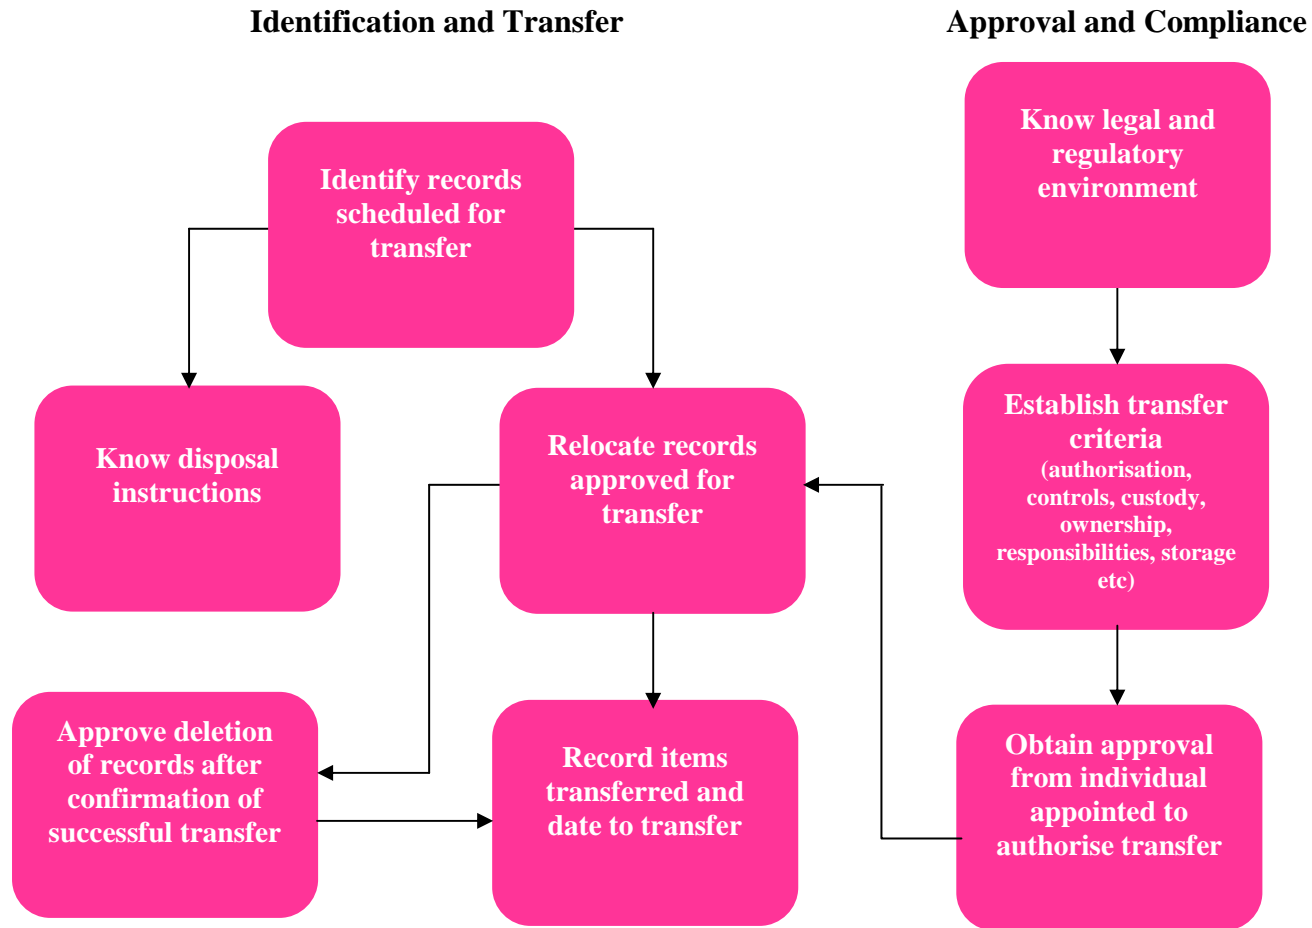 Identification and Transfer
Approval and Compliance
Know legal and
regulatory
environment
Identify records
scheduled for
transfer
Establish transfer
criteria
(authorisation,
controls, custody,
ownership,
responsibilities, storage
etc)
Know disposal
instructions
Relocate records
approved for
transfer
Approve deletion
of records after
confirmation of
successful transfer
Record items
transferred and
date to transfer
Obtain approval
from individual
appointed to
authorise transfer